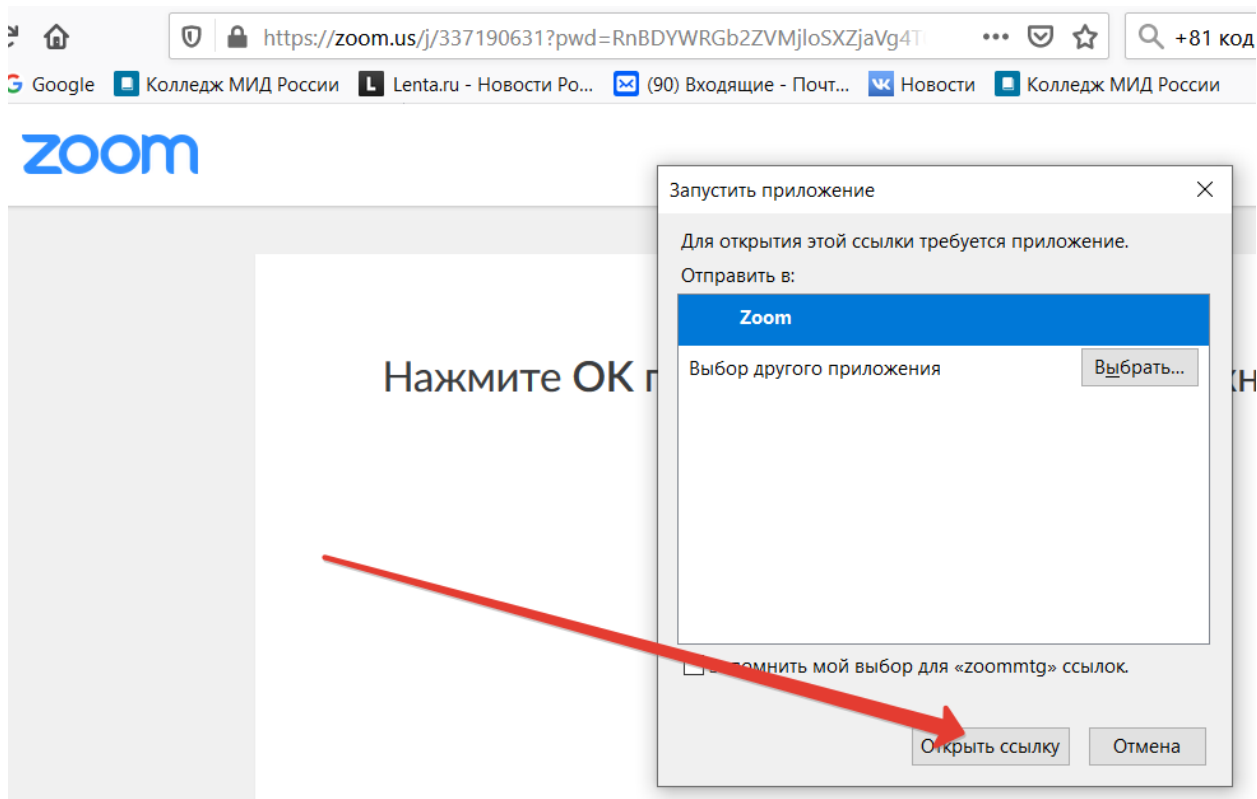 https://zoom.us/j/337190631?pwd=RnBDYWRGb2ZVMjloSXZjaVg4T
+81 код
Google Колледж МИД России Lenta.ru - Новости Ро... (90) Входящие - Почт... Новости Колледж МИД России
zoom
Запустить приложение
Для открытия этой ссылки требуется приложение.
Отправить в:
Zoom
Выбор другого приложения Выбрать...
Нажмите ОК
мой выбор для «zoommtg» ссылок.
Открыть ссылку Отмена